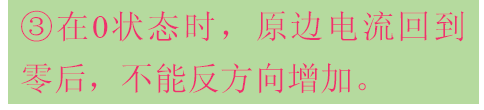 ③在0状态时，原边电流回到
零后，不能反方向增加。